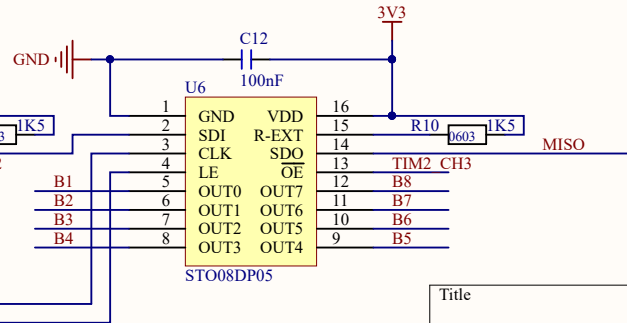 3V3
C12
GND
100nF
U6
1 GND VDD 16
1K5 2 SDI R-EXT 15 R10 0603 1K5
3 CLK SDO 14 MISO
4 LE OE 13 TIM2_CH3
B1 5 OUT0 OUT7 12 B8
B2 6 OUT1 OUT6 11 B7
B3 7 OUT2 OUT5 10 B6
B4 8 OUT3 OUT4 9 B5
STO08DP05
Title